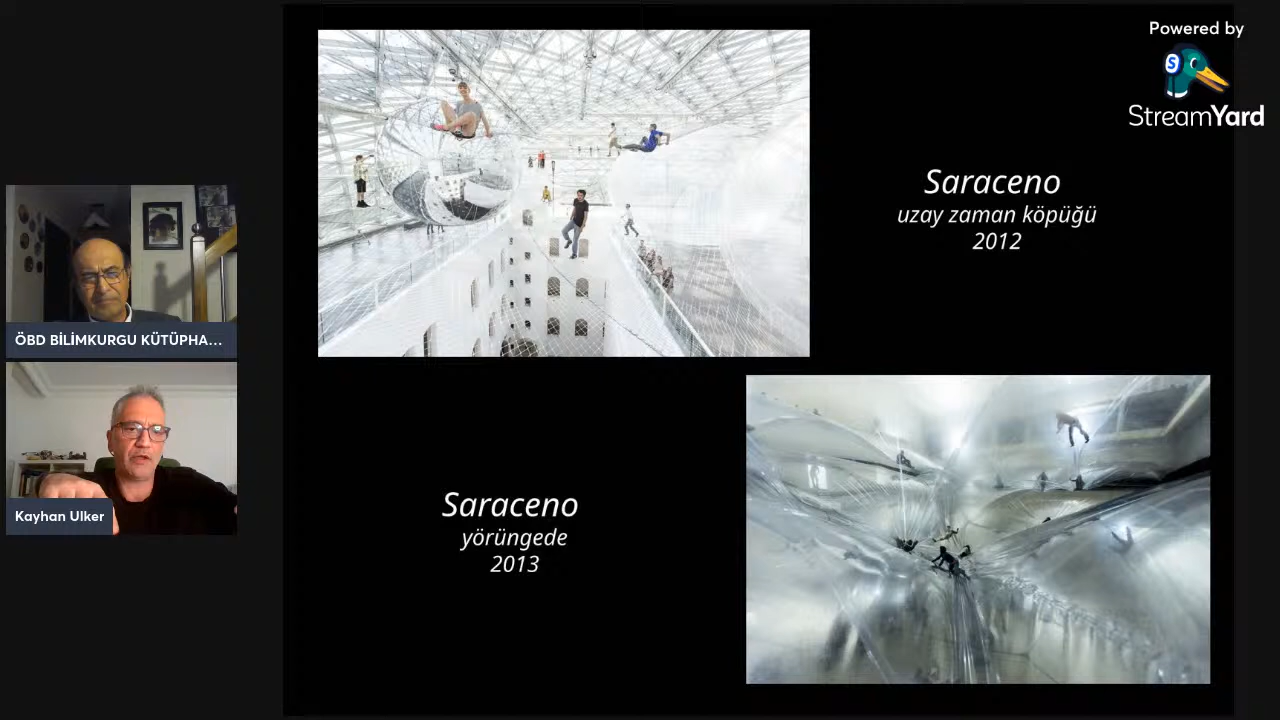 Powered by
StreamYard
Saraceno
uzay zaman köpüğü
2012
ÖBD BİLİMKURGU KÜTÜPHA...
Kayhan Ulker
Saraceno
yörüngede
2013